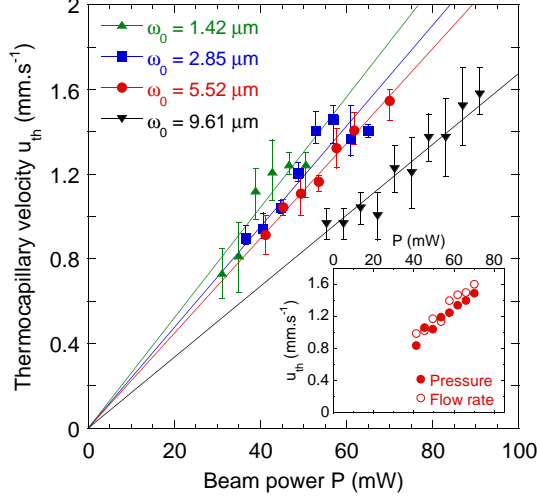 2
1.6
1.2
0.8
0.4
0
Thermocapillary velocity u_th (mm.s⁻¹)
ω₀ = 1.42 μm
ω₀ = 2.85 μm
ω₀ = 5.52 μm
ω₀ = 9.61 μm
0 20 40 60 80
P (mW)
1.6
1.2
0.8
0.4
0
u_th (mm.s⁻¹)
Pressure
Flow rate
0 20 40 60 80 100
Beam power P (mW)